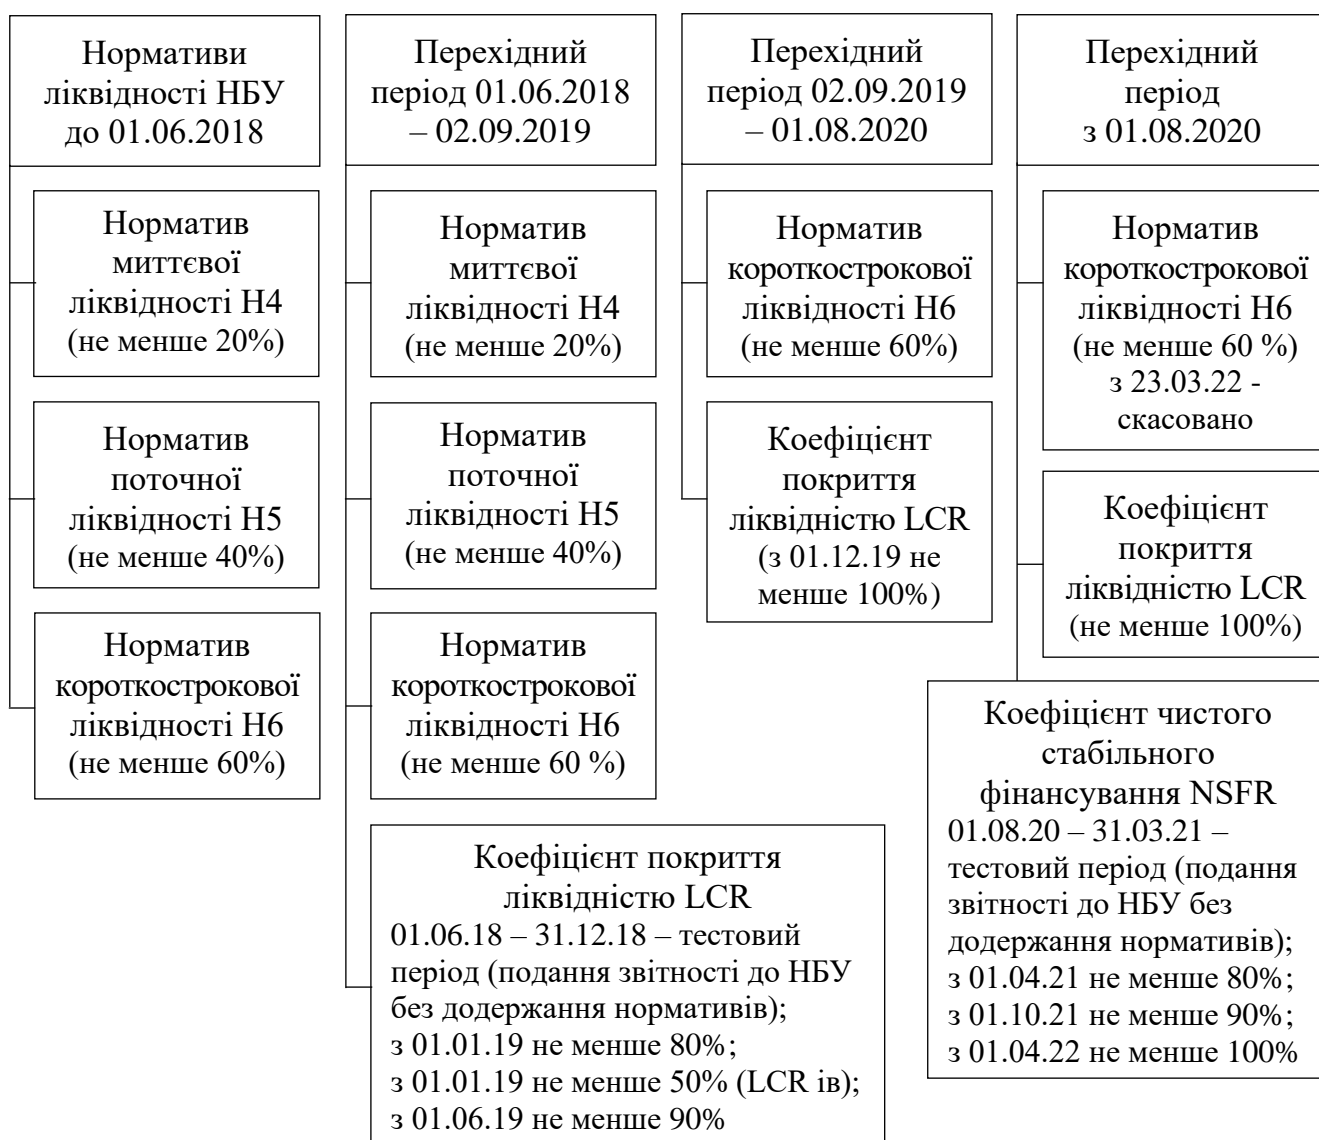 Нормативи
ліквідності НБУ
до 01.06.2018
Норматив
миттєвої
ліквідності Н4
(не менше 20%)
Норматив
поточної
ліквідності Н5
(не менше 40%)
Норматив
короткострокової
ліквідності Н6
(не менше 60%)
Перехідний
період 01.06.2018
– 02.09.2019
Норматив
миттєвої
ліквідності Н4
(не менше 20%)
Норматив
поточної
ліквідності Н5
(не менше 40%)
Норматив
короткострокової
ліквідності Н6
(не менше 60 %)
Коефіцієнт покриття
ліквідністю LCR
01.06.18 – 31.12.18 – тестовий
період (подання звітності до НБУ
без додержання нормативів);
з 01.01.19 не менше 80%;
з 01.01.19 не менше 50% (LCR ів);
з 01.06.19 не менше 90%
Перехідний
період 02.09.2019
– 01.08.2020
Норматив
короткострокової
ліквідності Н6
(не менше 60%)
Коефіцієнт
покриття
ліквідністю LCR
(з 01.12.19 не
менше 100%)
Перехідний
період
з 01.08.2020
Норматив
короткострокової
ліквідності Н6
(не менше 60 %)
з 23.03.22 -
скасовано
Коефіцієнт
покриття
ліквідністю LCR
(не менше 100%)
Коефіцієнт чистого
стабільного
фінансування NSFR
01.08.20 – 31.03.21 –
тестовий період (подання
звітності до НБУ без
додержання нормативів);
з 01.04.21 не менше 80%;
з 01.10.21 не менше 90%;
з 01.04.22 не менше 100%